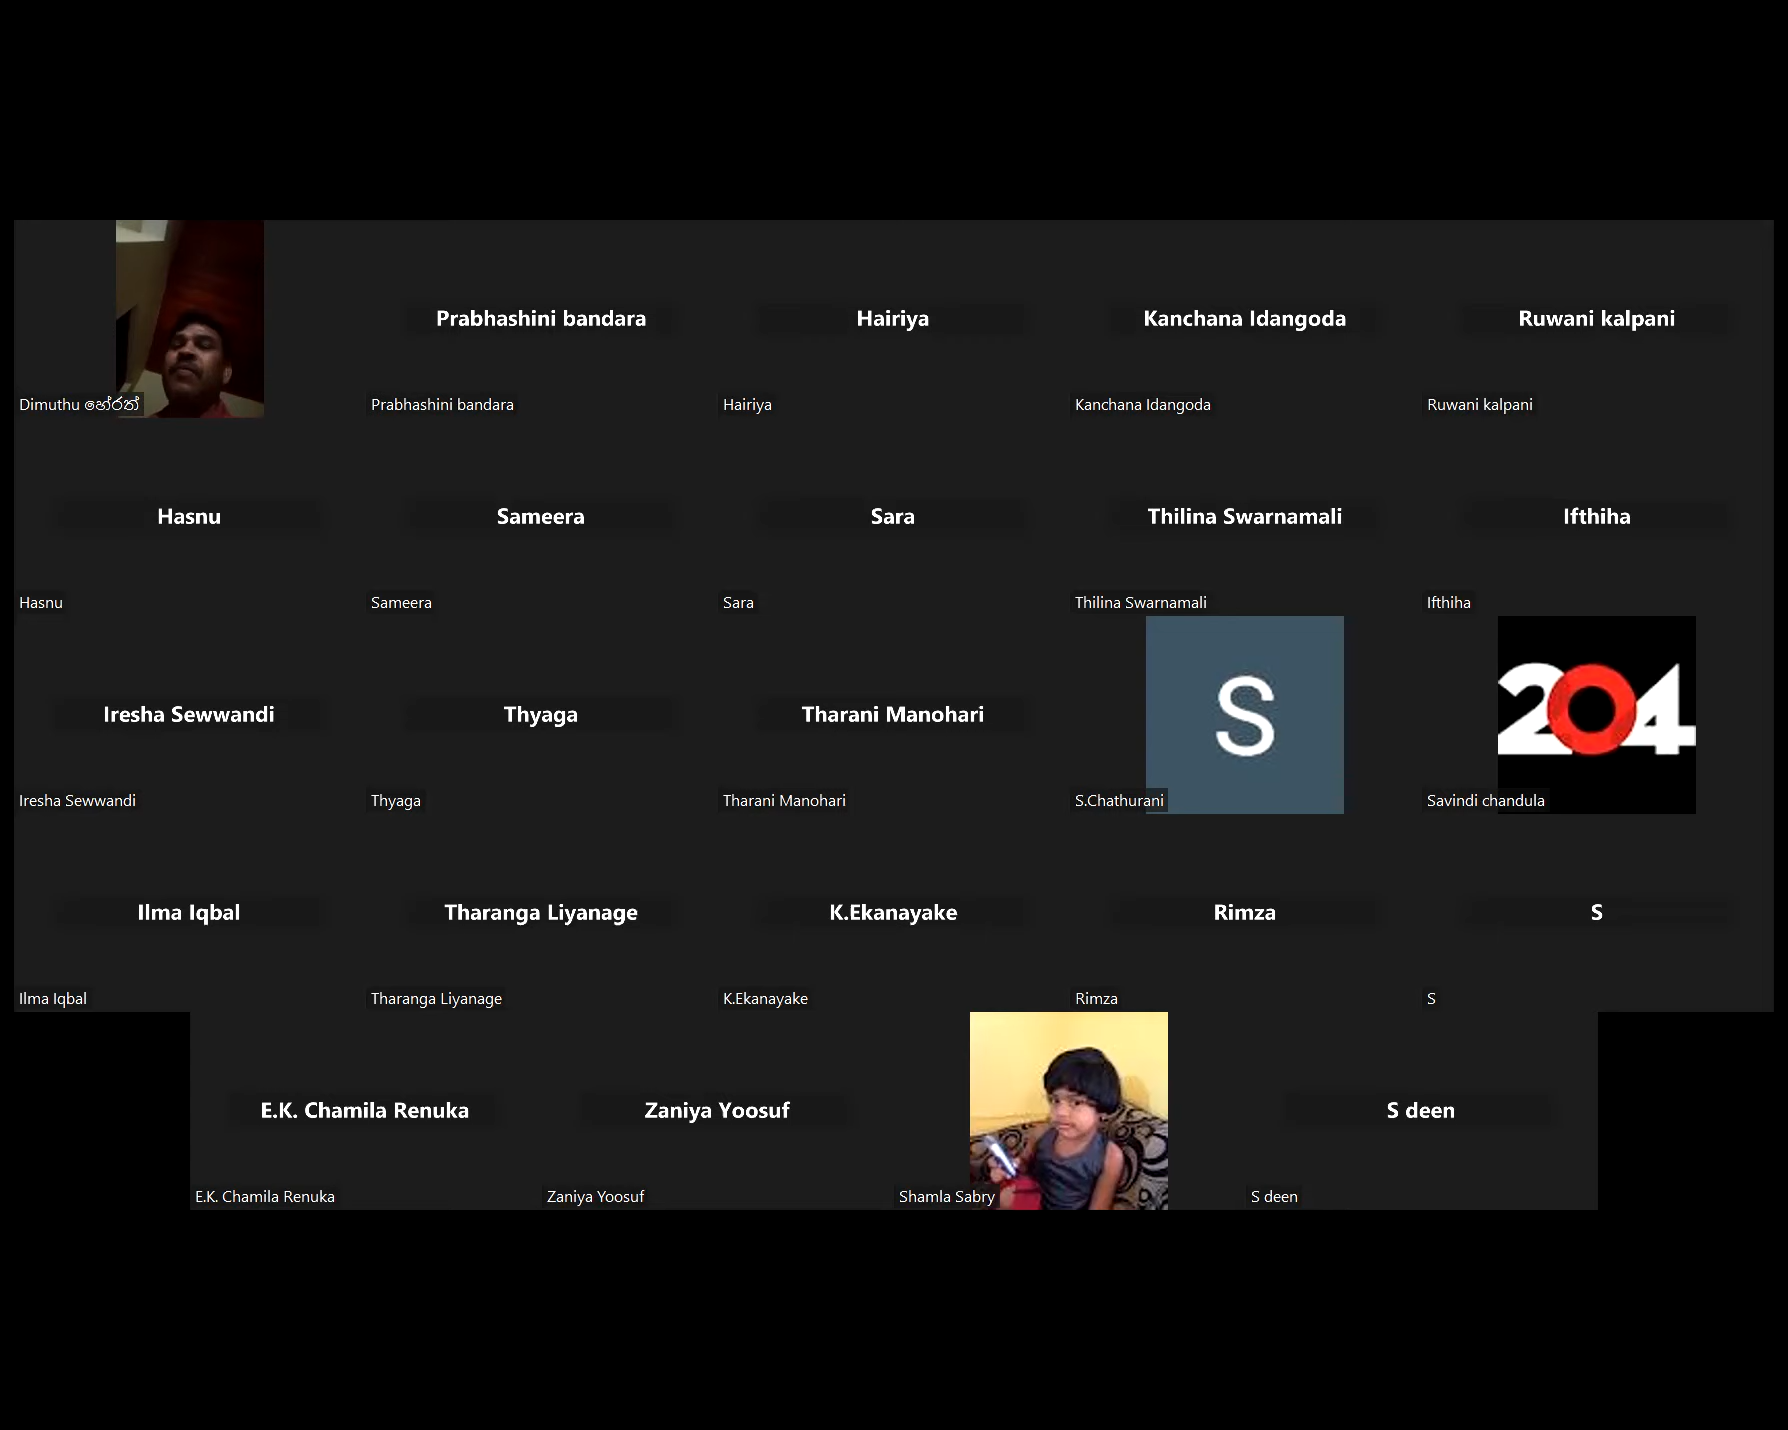 Dimuthu හේරත්
Prabhashini bandara
Prabhashini bandara
Hairiya
Hairiya
Kanchana Idangoda
Kanchana Idangoda
Ruwani kalpani
Ruwani kalpani
Hasnu
Hasnu
Sameera
Sameera
Sara
Sara
Thilina Swarnamali
Thilina Swarnamali
Ifthiha
Ifthiha
Iresha Sewwandi
Iresha Sewwandi
Thyaga
Thyaga
Tharani Manohari
Tharani Manohari
S
S.Chathurani
204
Savindi chandula
Ilma Iqbal
Ilma Iqbal
Tharanga Liyanage
Tharanga Liyanage
K.Ekanayake
K.Ekanayake
Rimza
Rimza
S
S
E.K. Chamila Renuka
E.K. Chamila Renuka
Zaniya Yoosuf
Zaniya Yoosuf
Shamla Sabry
S deen
S deen